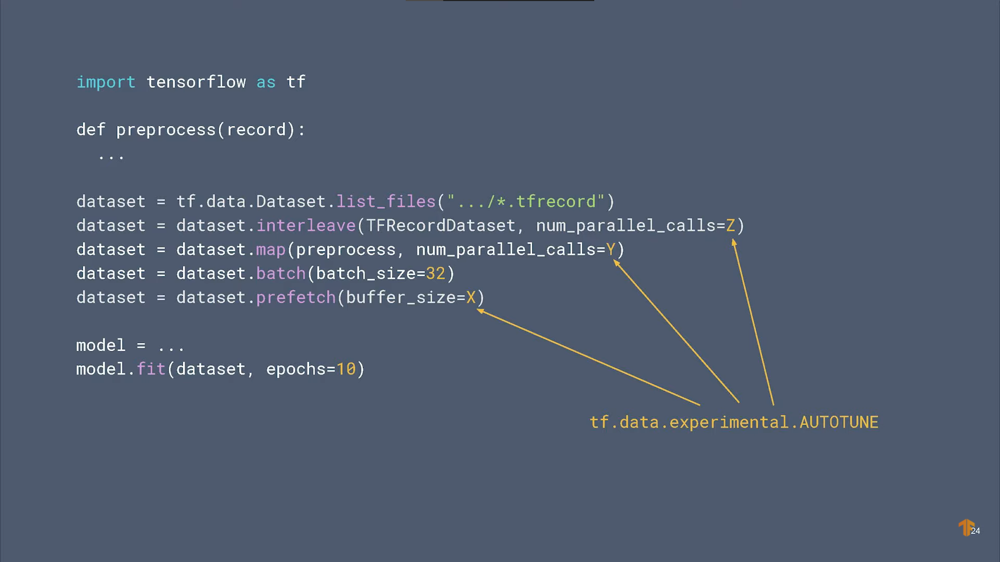 import tensorflow as tf
def preprocess(record):
...
dataset = tf.data.Dataset.list_files(".../*.tfrecord")
dataset = dataset.interleave(TFRecordDataset, num_parallel_calls=Z)
dataset = dataset.map(preprocess, num_parallel_calls=Y)
dataset = dataset.batch(batch_size=32)
dataset = dataset.prefetch(buffer_size=X)
model = ...
model.fit(dataset, epochs=10)
tf.data.experimental.AUTOTUNE
24